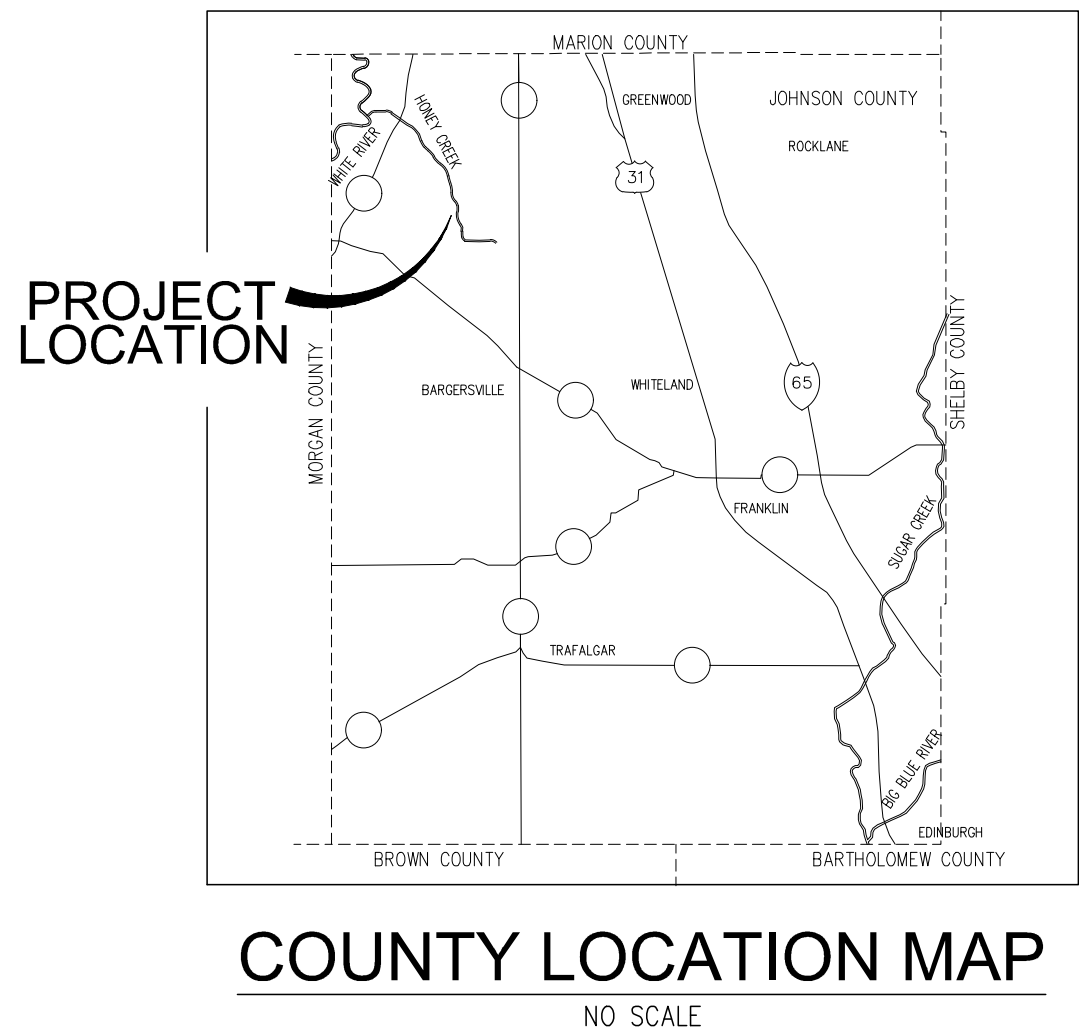 MARION COUNTY
GREENWOOD
JOHNSON COUNTY
HONEY CREEK
WHITE RIVER
ROCKLANE
31
PROJECT
LOCATION
MORGAN COUNTY
BARGERSVILLE
WHITELAND
65
SHELBY COUNTY
FRANKLIN
SUGAR CREEK
TRAFALGAR
BIG BLUE RIVER
EDINBURGH
BROWN COUNTY
BARTHOLOMEW COUNTY
COUNTY LOCATION MAP
NO SCALE